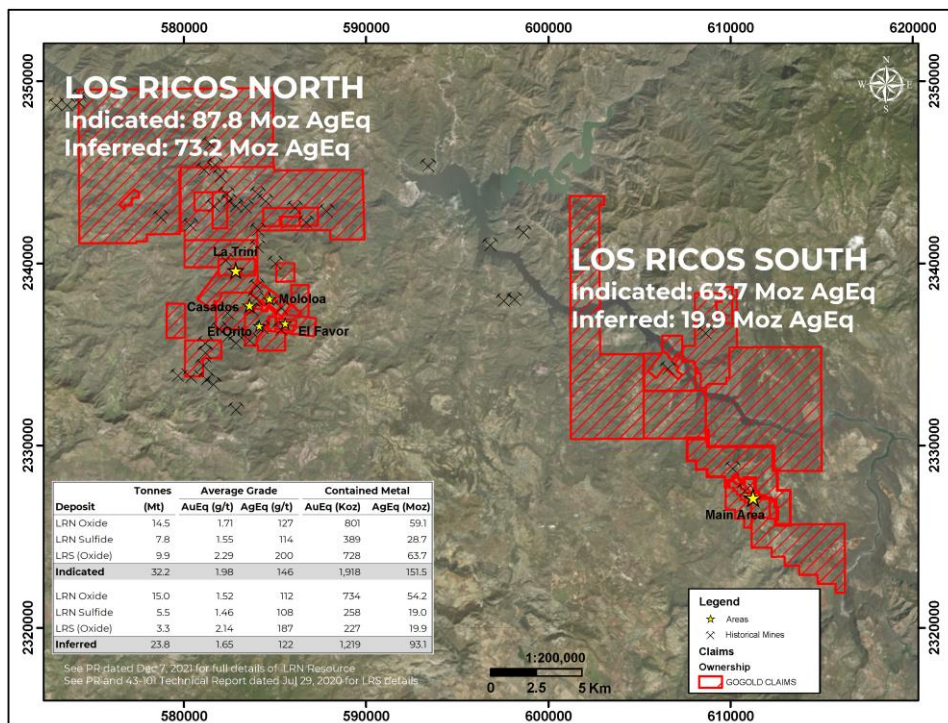 580000 590000 600000 610000 620000
2350000
2340000
2330000
2320000
LOS RICOS NORTH
Indicated: 87.8 Moz AgEq
Inferred: 73.2 Moz AgEq
N
W E
S
La Trini
Mololoa
Casados
El Orito
El Favor
LOS RICOS SOUTH
Indicated: 63.7 Moz AgEq
Inferred: 19.9 Moz AgEq
Main Area
Tonnes Average Grade Contained Metal
Deposit (Mt) AuEq (g/t) AgEq (g/t) AuEq (Koz) AgEq (Moz)
LRN Oxide 14.5 1.71 127 801 59.1
LRN Sulfide 7.8 1.55 114 389 28.7
LRS (Oxide) 9.9 2.29 200 728 63.7
Indicated 32.2 1.98 146 1,918 151.5
LRN Oxide 15.0 1.52 112 734 54.2
LRN Sulfide 5.5 1.46 108 258 19.0
LRS (Oxide) 3.3 2.14 187 227 19.9
Inferred 23.8 1.65 122 1,219 93.1
See PR dated Dec 7, 2021 for full details of LRN Resource
See PR and 43-101 Technical Report dated Jul 29, 2020 for LRS details
1:200,000
0 2.5 5 Km
Legend
Areas
Historical Mines
Claims
Ownership
GOGOLD CLAIMS
2350000
2340000
2330000
2320000
580000 590000 600000 610000